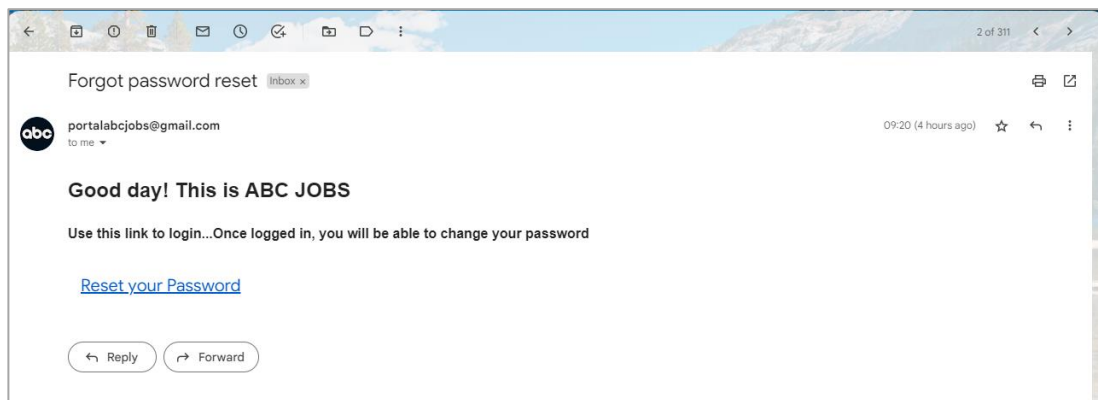 2 of 311
Forgot password reset Inbox x
abc
portalabcjobs@gmail.com
09:20 (4 hours ago)
to me
Good day! This is ABC JOBS
Use this link to login...Once logged in, you will be able to change your password
Reset your Password
Reply Forward